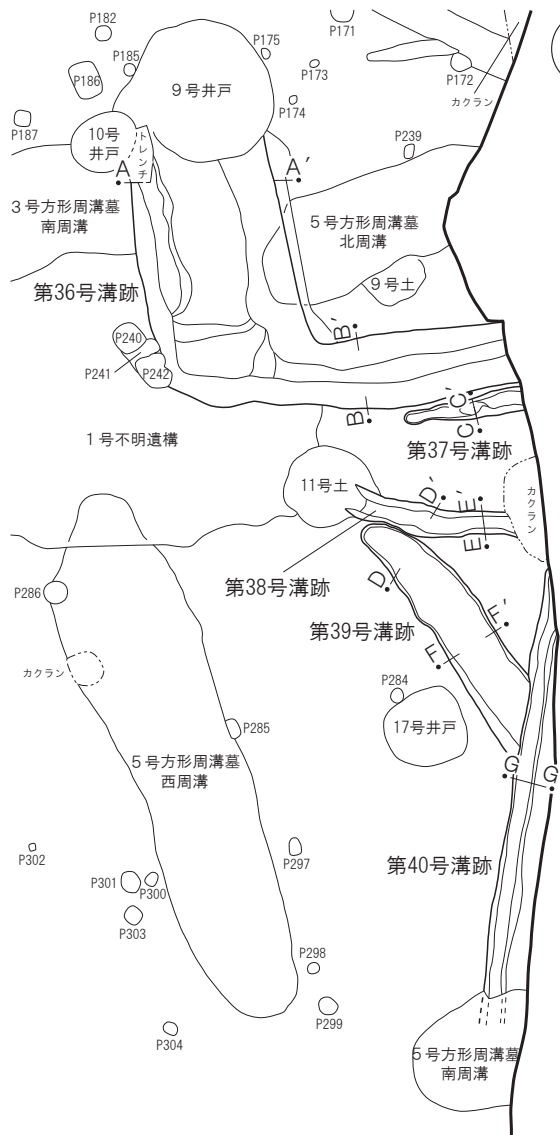 P182
P171
P185
P175
P173
P172
P186
9号井戸
カクラン
P174
P187
10号
井戸
トレンチ
P239
A
A′
3号方形周溝墓
南周溝
5号方形周溝墓
北周溝
9号土
第36号溝跡
B′
P240
P241
P242
C′
B
C
1号不明遺構
第37号溝跡
11号土
D′
E′
カクラン
E
第38号溝跡
D
P286
第39号溝跡
F′
F
カクラン
P284
17号井戸
P285
5号方形周溝墓
西周溝
G
G
P302
P297
第40号溝跡
P301
P300
P303
P298
P299
P304
5号方形周溝墓
南周溝